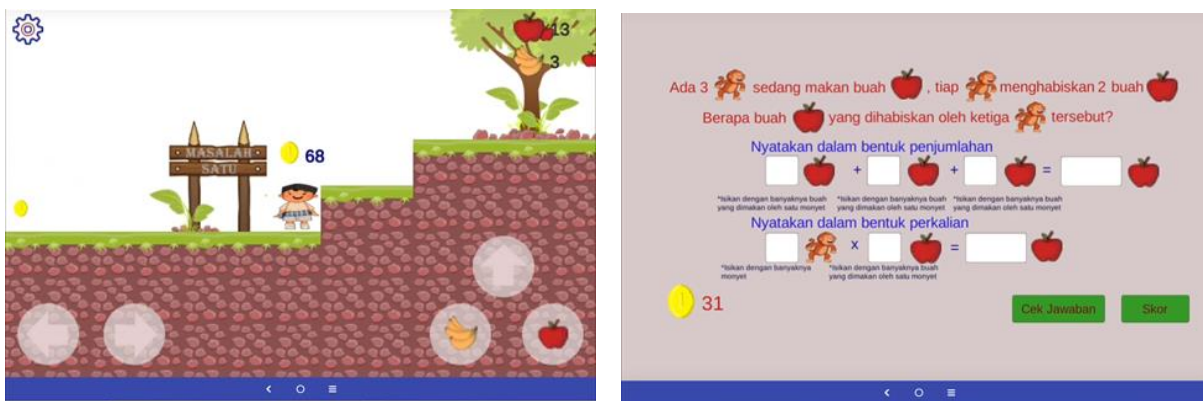 13
3
MASALAH
SATU
68
Ada 3 sedang makan buah , tiap menghabiskan 2 buah
Berapa buah yang dihabiskan oleh ketiga tersebut?
Nyatakan dalam bentuk penjumlahan
+ + =
*Isikan dengan banyaknya buah yang dimakan oleh satu monyet
*Isikan dengan banyaknya buah yang dimakan oleh satu monyet
*Isikan dengan banyaknya buah yang dimakan oleh satu monyet
Nyatakan dalam bentuk perkalian
x =
*Isikan dengan banyaknya monyet
*Isikan dengan banyaknya buah yang dimakan oleh satu monyet
31
Cek Jawaban
Skor